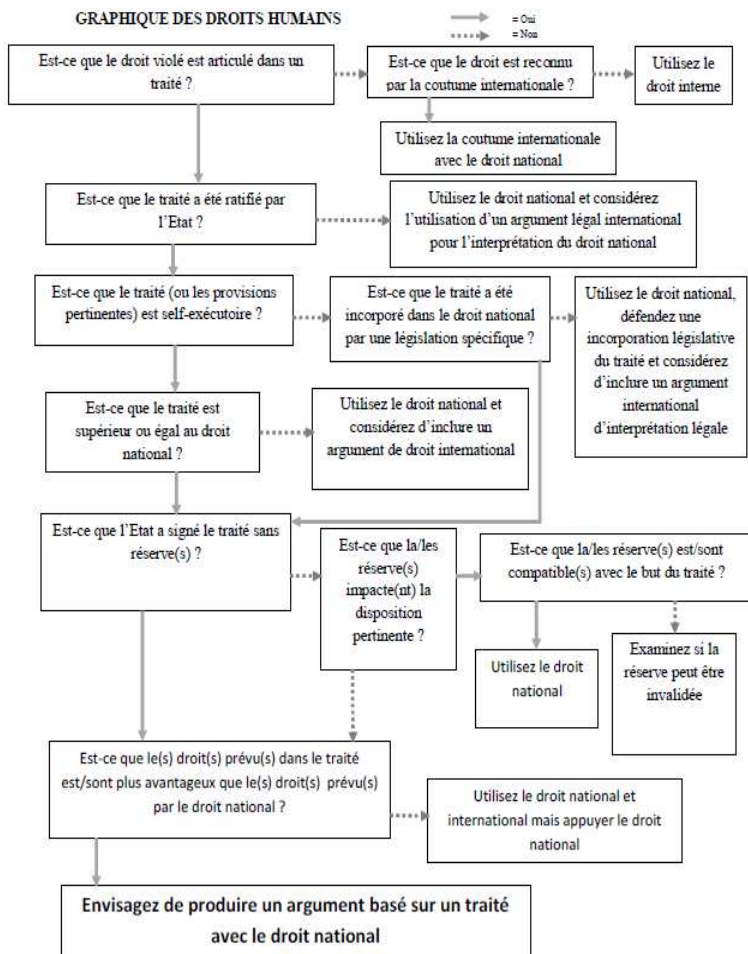 GRAPHIQUE DES DROITS HUMAINS
= Oui
= Non
Est-ce que le droit violé est articulé dans un
traité ?
Est-ce que le droit est reconnu
par la coutume internationale ?
Utilisez le
droit interne
Utilisez la coutume internationale
avec le droit national
Est-ce que le traité a été ratifié par
l'Etat ?
Utilisez le droit national et considérez
l'utilisation d'un argument légal international
pour l'interprétation du droit national
Est-ce que le traité (ou les provisions
pertinentes) est self-exécutoire ?
Est-ce que le traité a été
incorporé dans le droit national
par une législation spécifique ?
Utilisez le droit national,
défendez une
incorporation législative
du traité et considérez
d'inclure un argument
international
d'interprétation légale
Est-ce que le traité est
supérieur ou égal au droit
national ?
Utilisez le droit national et
considérez d'inclure un
argument de droit international
Est-ce que l'Etat a signé le traité sans
réserve(s) ?
Est-ce que la/les
réserve(s)
impacte(nt) la
disposition
pertinente ?
Est-ce que la/les réserve(s) est/sont
compatible(s) avec le but du traité ?
Utilisez le droit
national
Examinez si la
réserve peut être
invalidée
Est-ce que le(s) droit(s) prévu(s) dans le traité
est/sont plus avantageux que le(s) droit(s) prévu(s)
par le droit national ?
Utilisez le droit national et
international mais appuyer le droit
national
Envisagez de produire un argument basé sur un traité
avec le droit national